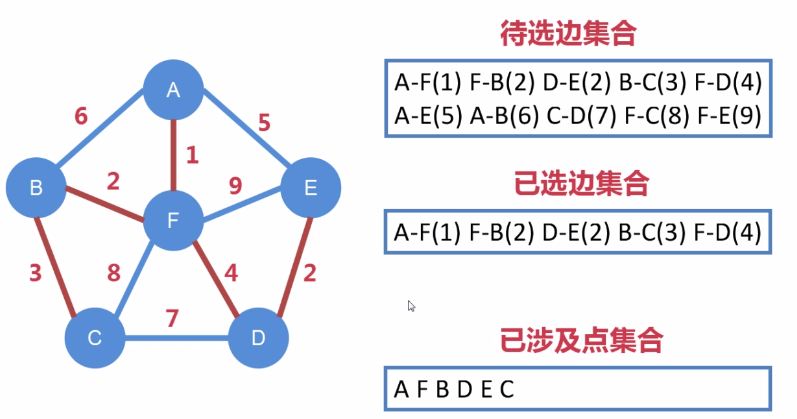 待选边集合
A-F(1) F-B(2) D-E(2) B-C(3) F-D(4)
A-E(5) A-B(6) C-D(7) F-C(8) F-E(9)
已选边集合
A-F(1) F-B(2) D-E(2) B-C(3) F-D(4)
已涉及点集合
A F B D E C
A
6
5
1
2
9
B
E
F
3
8
4
2
7
C
D